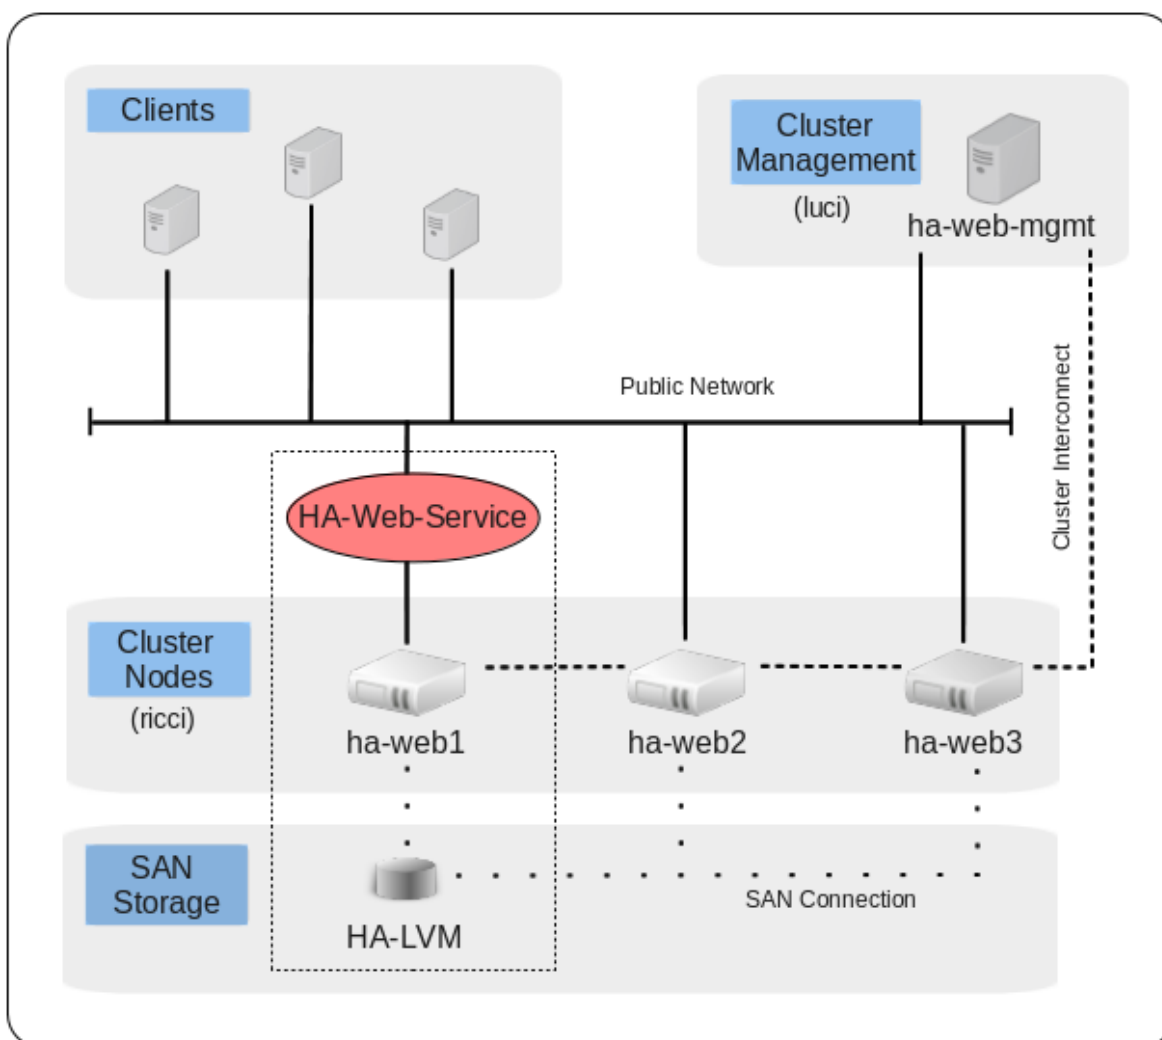 Clients
Cluster
Management
(luci)
ha-web-mgmt
Public Network
Cluster Interconnect
HA-Web-Service
Cluster
Nodes
(ricci)
ha-web1
ha-web2
ha-web3
SAN
Storage
HA-LVM
SAN Connection